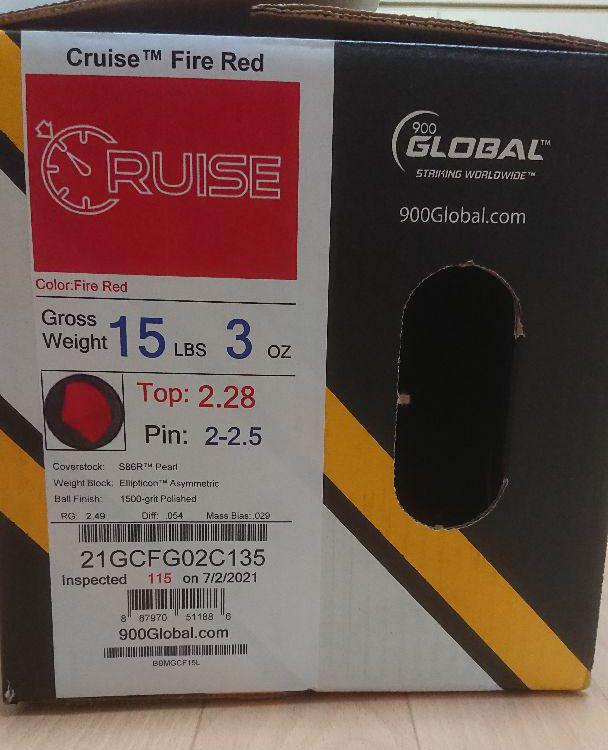 Cruise™ Fire Red
CRUISE
Color:Fire Red
Gross Weight 15 LBS 3 OZ
Top: 2.28
Pin: 2-2.5
Coverstock: S86R™ Pearl
Weight Block: Ellipticon™ Asymmetric
Ball Finish: 1500-grit Polished
RG: 2.49 Diff: .054 Mass Bias: .029
21GCFG02C135
Inspected 115 on 7/2/2021
8 87970 51188 6
900Global.com
BBMGCF15L
900
GLOBAL™
STRIKING WORLDWIDE™
900Global.com